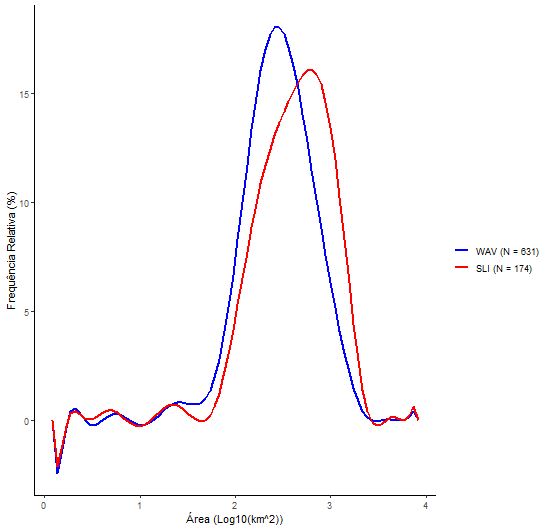 15
10
5
0
Frequência Relativa (%)
0 1 2 3 4
Área (Log10(km^2))
WAV (N = 631)
SLI (N = 174)